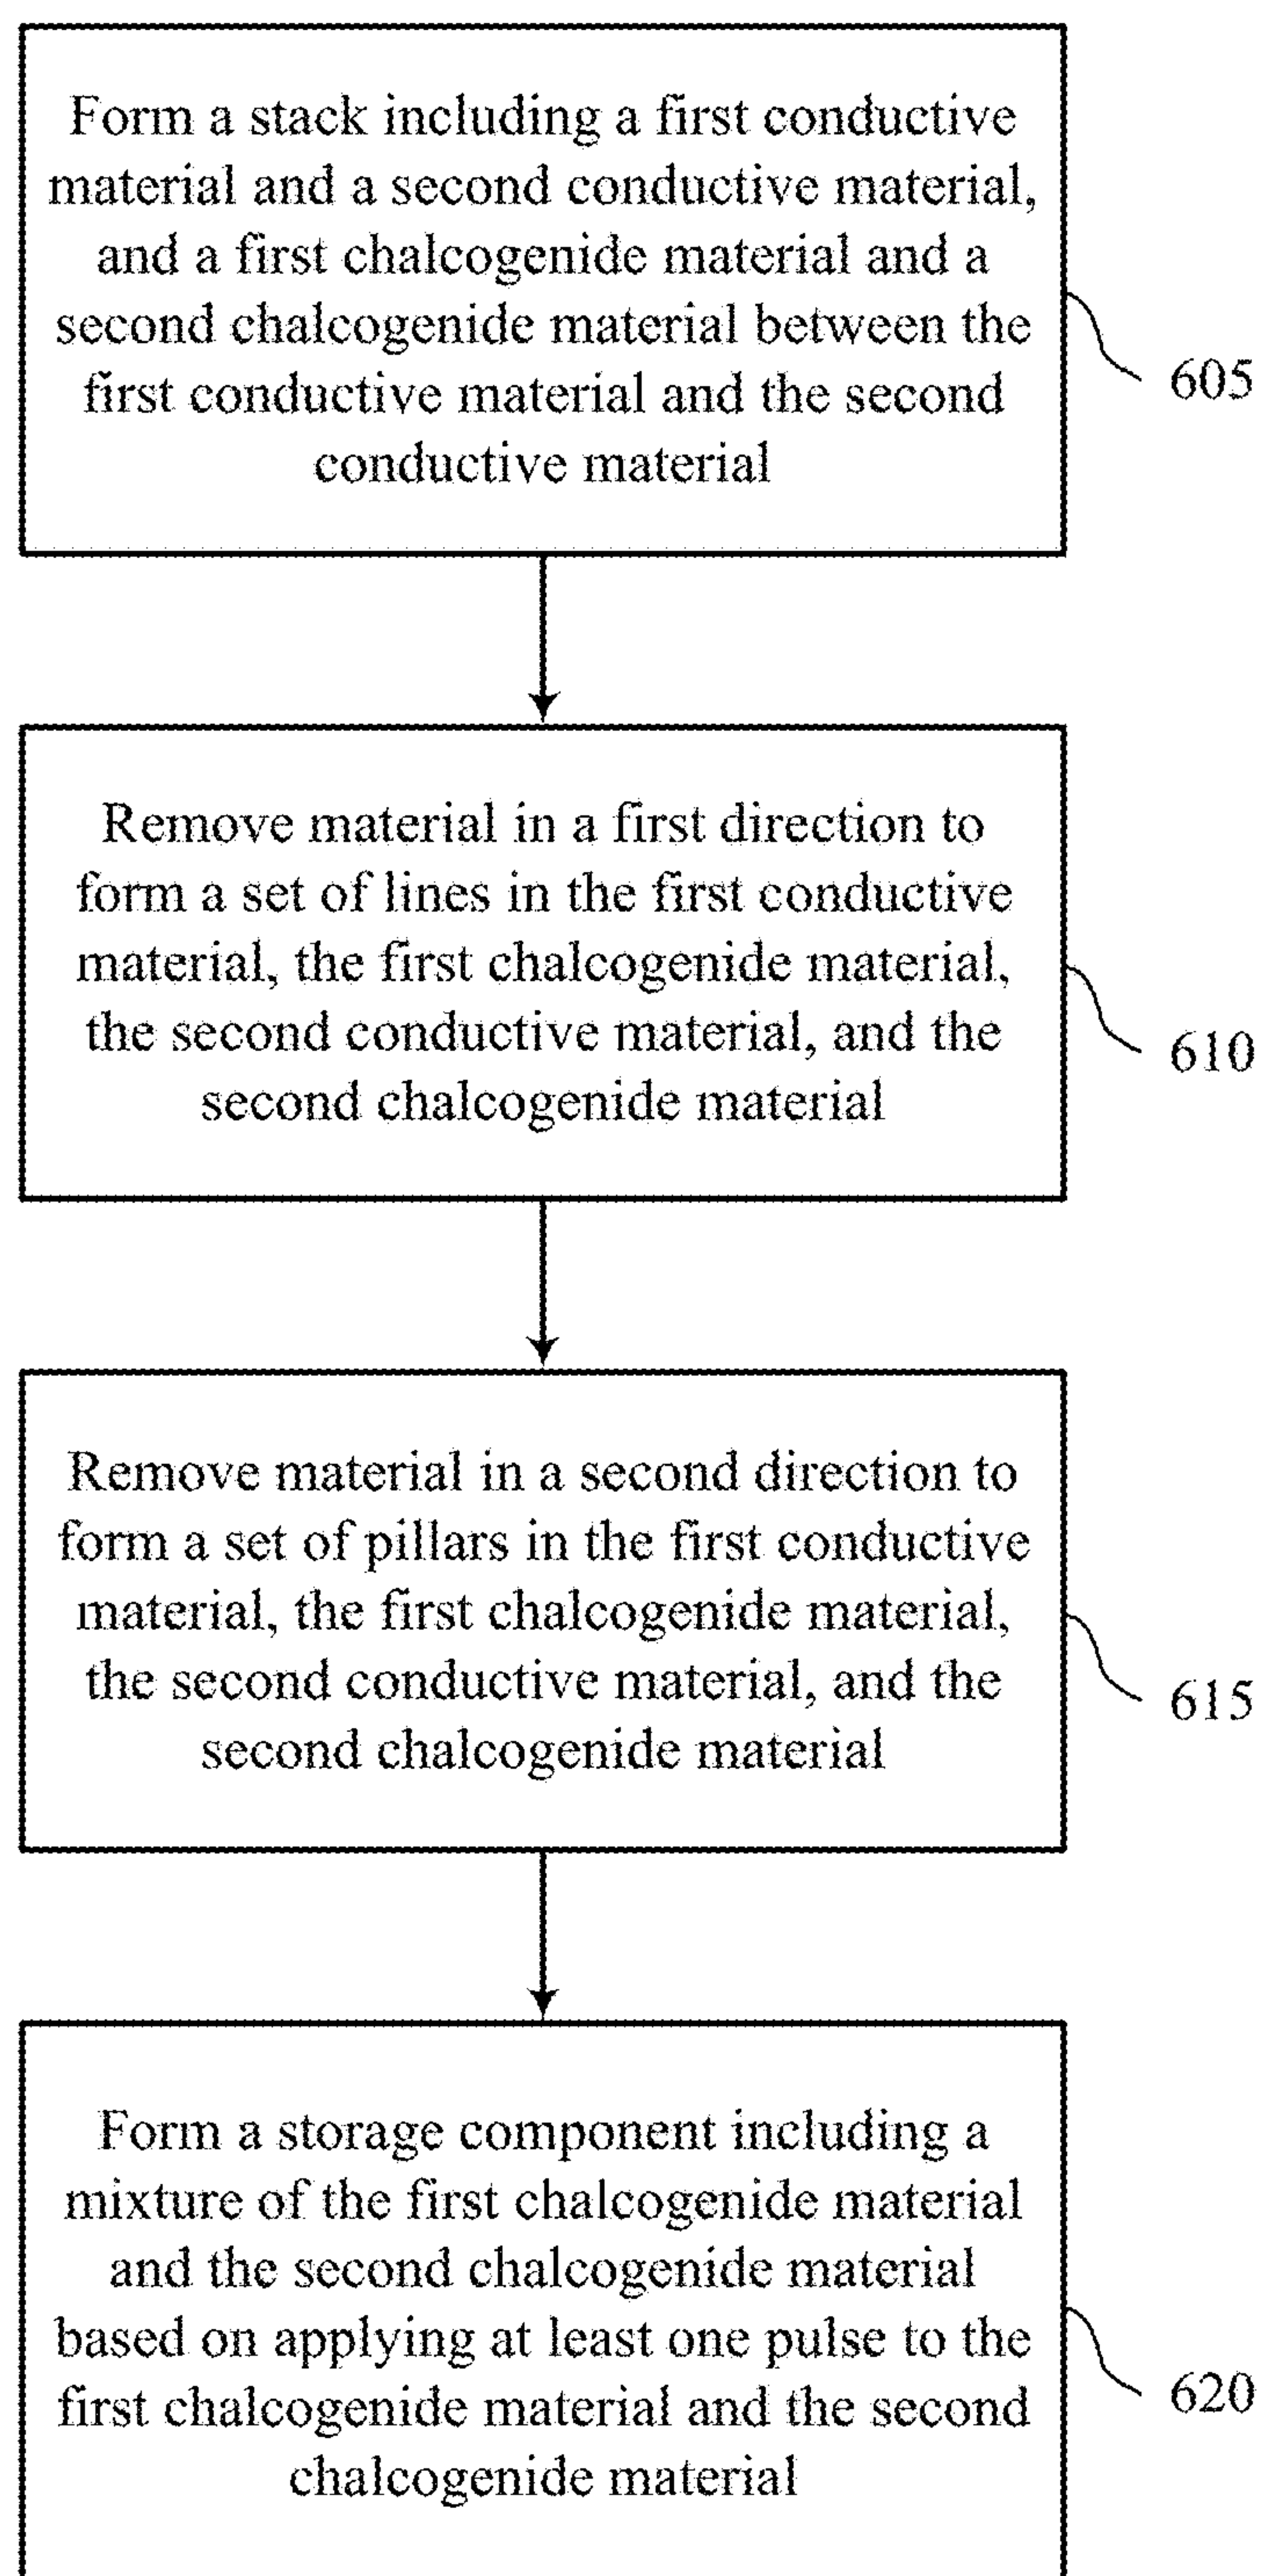 Form a stack including a first conductive
material and a second conductive material,
and a first chalcogenide material and a
second chalcogenide material between the
first conductive material and the second
conductive material
605
Remove material in a first direction to
form a set of lines in the first conductive
material, the first chalcogenide material,
the second conductive material, and the
second chalcogenide material
610
Remove material in a second direction to
form a set of pillars in the first conductive
material, the first chalcogenide material,
the second conductive material, and the
second chalcogenide material
615
Form a storage component including a
mixture of the first chalcogenide material
and the second chalcogenide material
based on applying at least one pulse to the
first chalcogenide material and the second
chalcogenide material
620